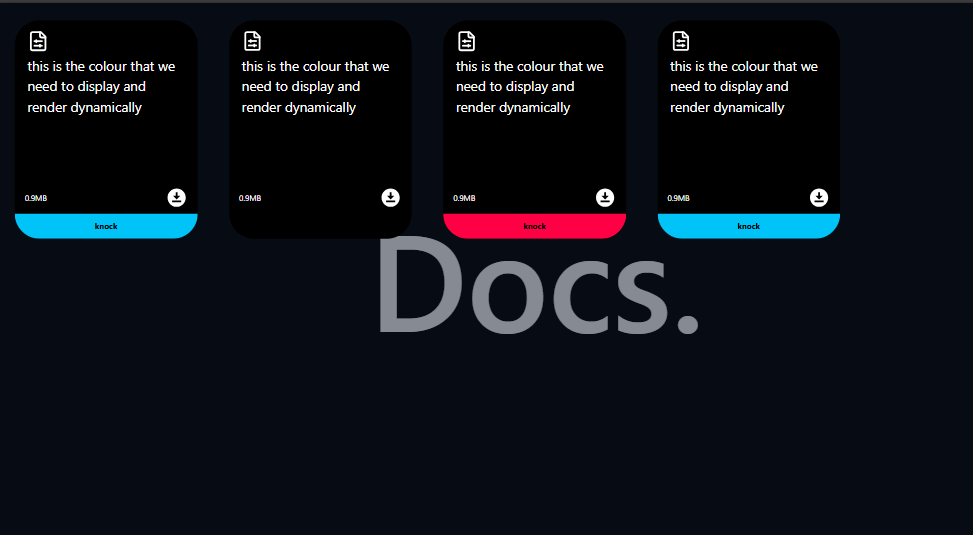 this is the colour that we
need to display and
render dynamically
0.9MB
knock
this is the colour that we
need to display and
render dynamically
0.9MB
this is the colour that we
need to display and
render dynamically
0.9MB
knock
this is the colour that we
need to display and
render dynamically
0.9MB
knock
Docs.